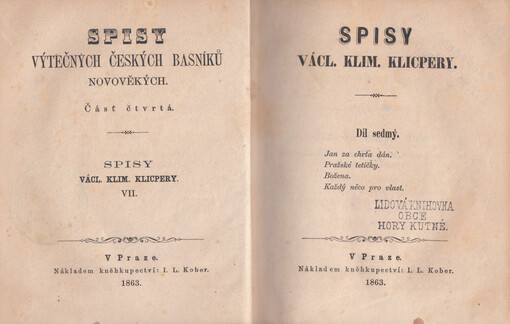 SPISY
VÝTEČNÝCH ČESKÝCH BASNÍKŮ
NOVOVĚKÝCH.
Část čtvrtá.
SPISY
VÁCL. KLIM. KLICPERY.
VII.
V Praze.
Nákladem kněhkupectví: I. L. Kober.
1863.
SPISY
VÁCL. KLIM. KLICPERY.
Díl sedmý.
Jan za chrta dán.
Pražské tetičky.
Božena.
Každý něco pro vlast.
LIDOVÁ KNIHOVNA
OBCE
HORY KUTNÉ.
V Praze.
Nákladem kněhkupectví: I. L. Kober.
1863.